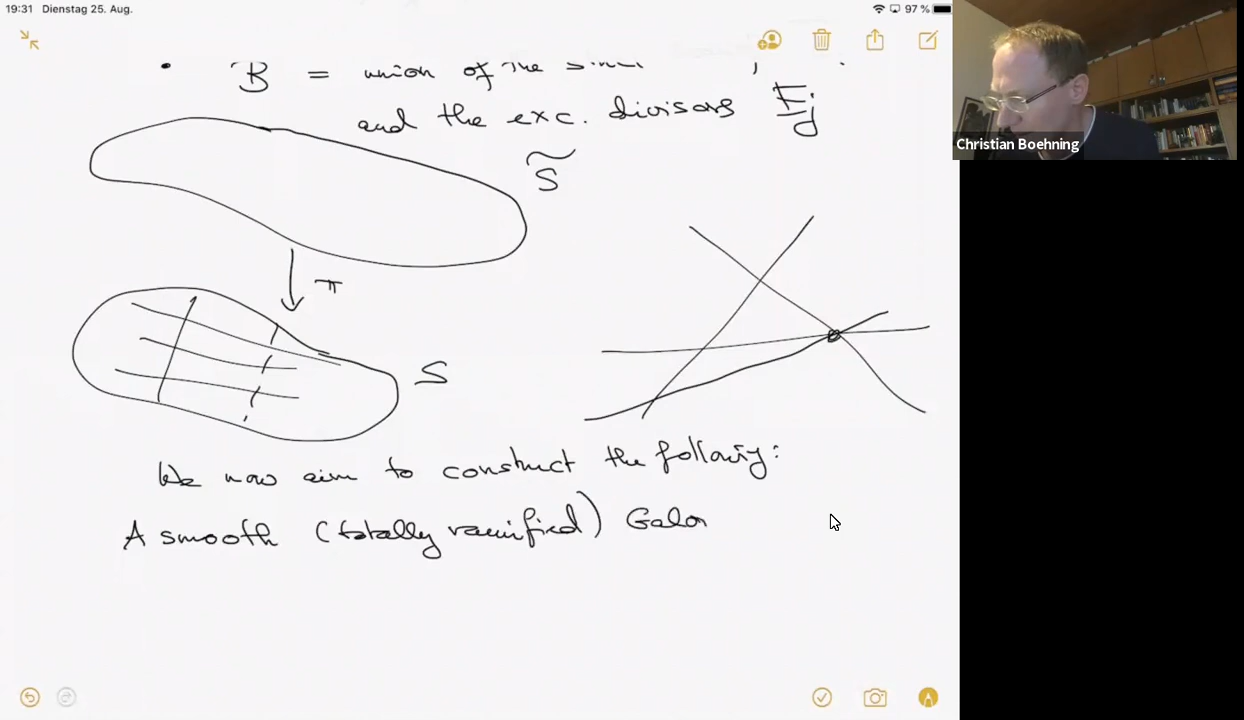 19:31 Dienstag 25. Aug.
97 %
• B = union of the
and the exc. divisors E_j
S̃
π
S
We now aim to construct the following:
A smooth (totally ramified) Galoi
Christian Boehning